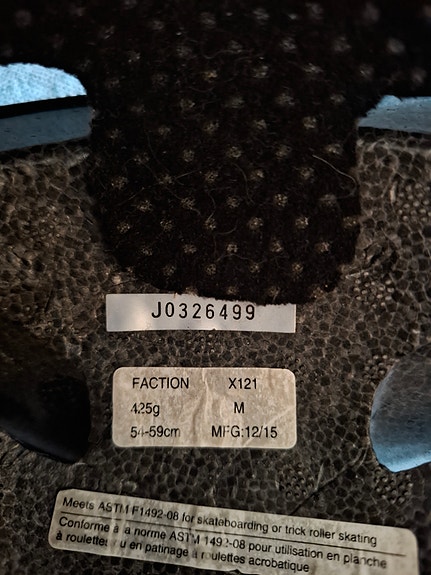 J0326499
FACTION X121
425g M
54-59cm MFG:12/15
Meets ASTM F1492-08 for skateboarding or trick roller skating
Conforme à la norme ASTM 1492-08 pour utilisation en planche
à roulettes ou en patinage à roulettes acrobatique